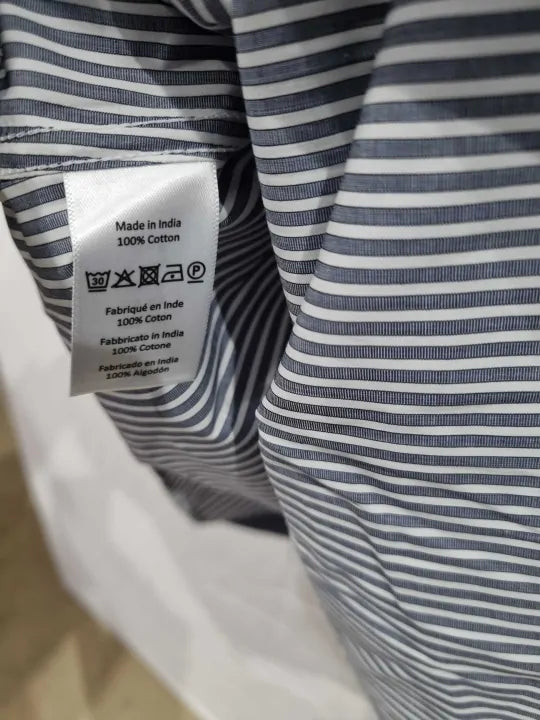 Made in India
100% Cotton
30 P
Fabriqué en Inde
100% Coton
Fabbricato in India
100% Cotone
Fabricado en India
100% Algodón